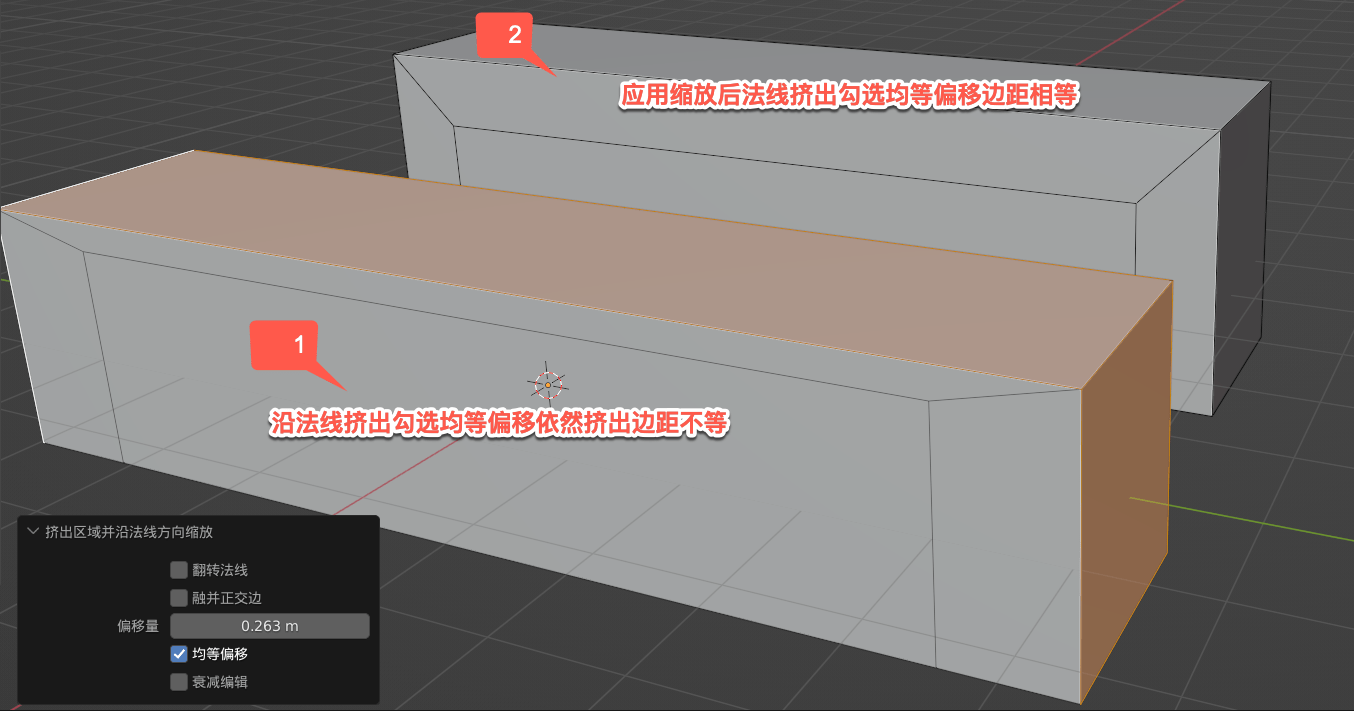 2
应用缩放后法线挤出勾选均等偏移边距相等
1
沿法线挤出勾选均等偏移依然挤出边距不等
挤出区域并沿法线方向缩放
翻转法线
融并正交边
偏移量 0.263 m
均等偏移
衰减编辑